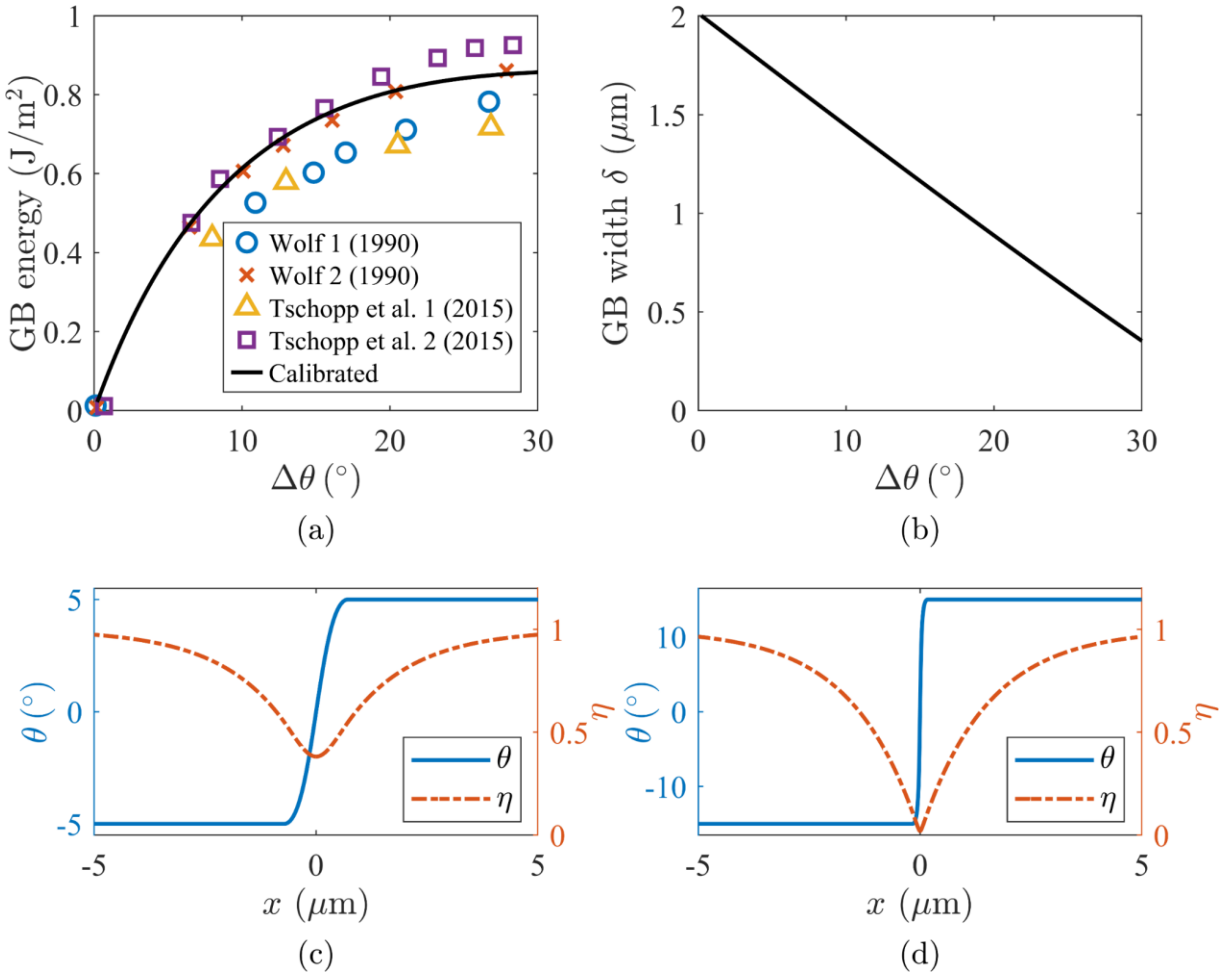 GB energy (J/m²)
1
0.8
0.6
0.4
0.2
0
0 10 20 30
Δθ (°)
Wolf 1 (1990)
Wolf 2 (1990)
Tschopp et al. 1 (2015)
Tschopp et al. 2 (2015)
Calibrated
(a)
GB width δ (μm)
2
1.5
1
0.5
0
0 10 20 30
Δθ (°)
(b)
θ (°)
5
0
-5
η
1
0.5
0
θ
η
-5 0 5
x (μm)
(c)
θ (°)
10
0
-10
η
1
0.5
0
θ
η
-5 0 5
x (μm)
(d)